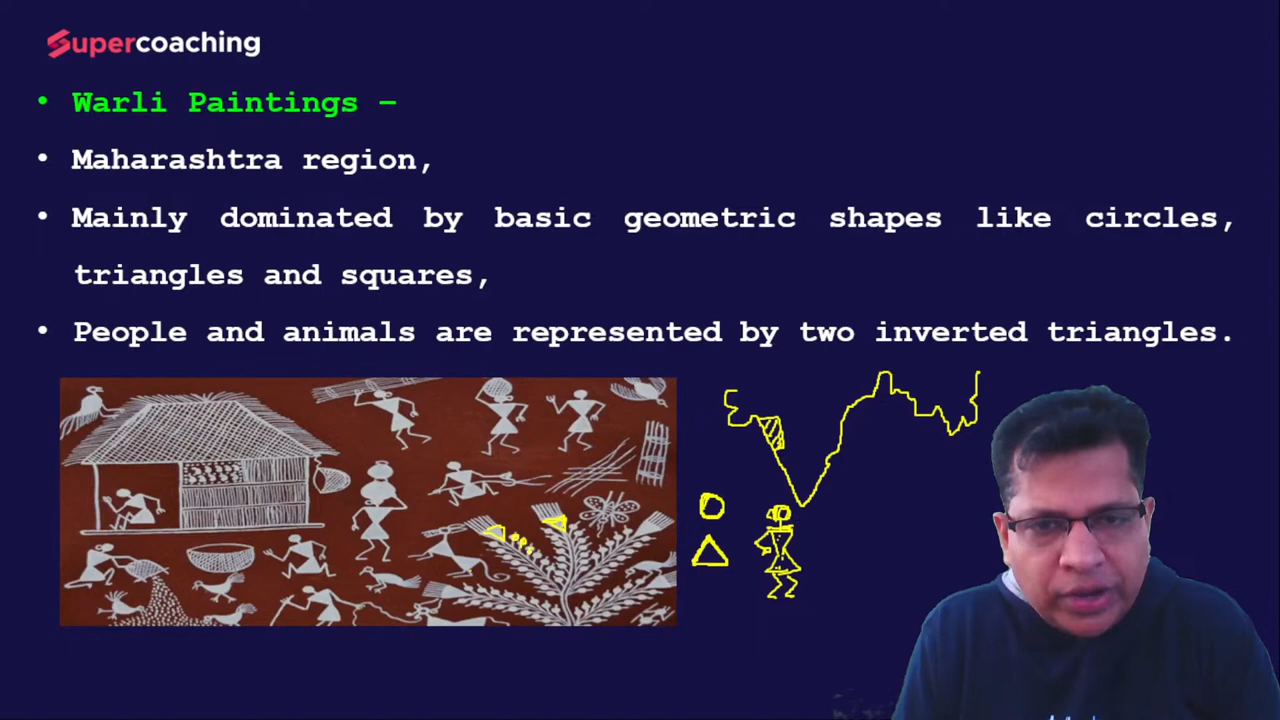 Supercoaching
• Warli Paintings –
• Maharashtra region,
• Mainly dominated by basic geometric shapes like circles,
triangles and squares,
• People and animals are represented by two inverted triangles.